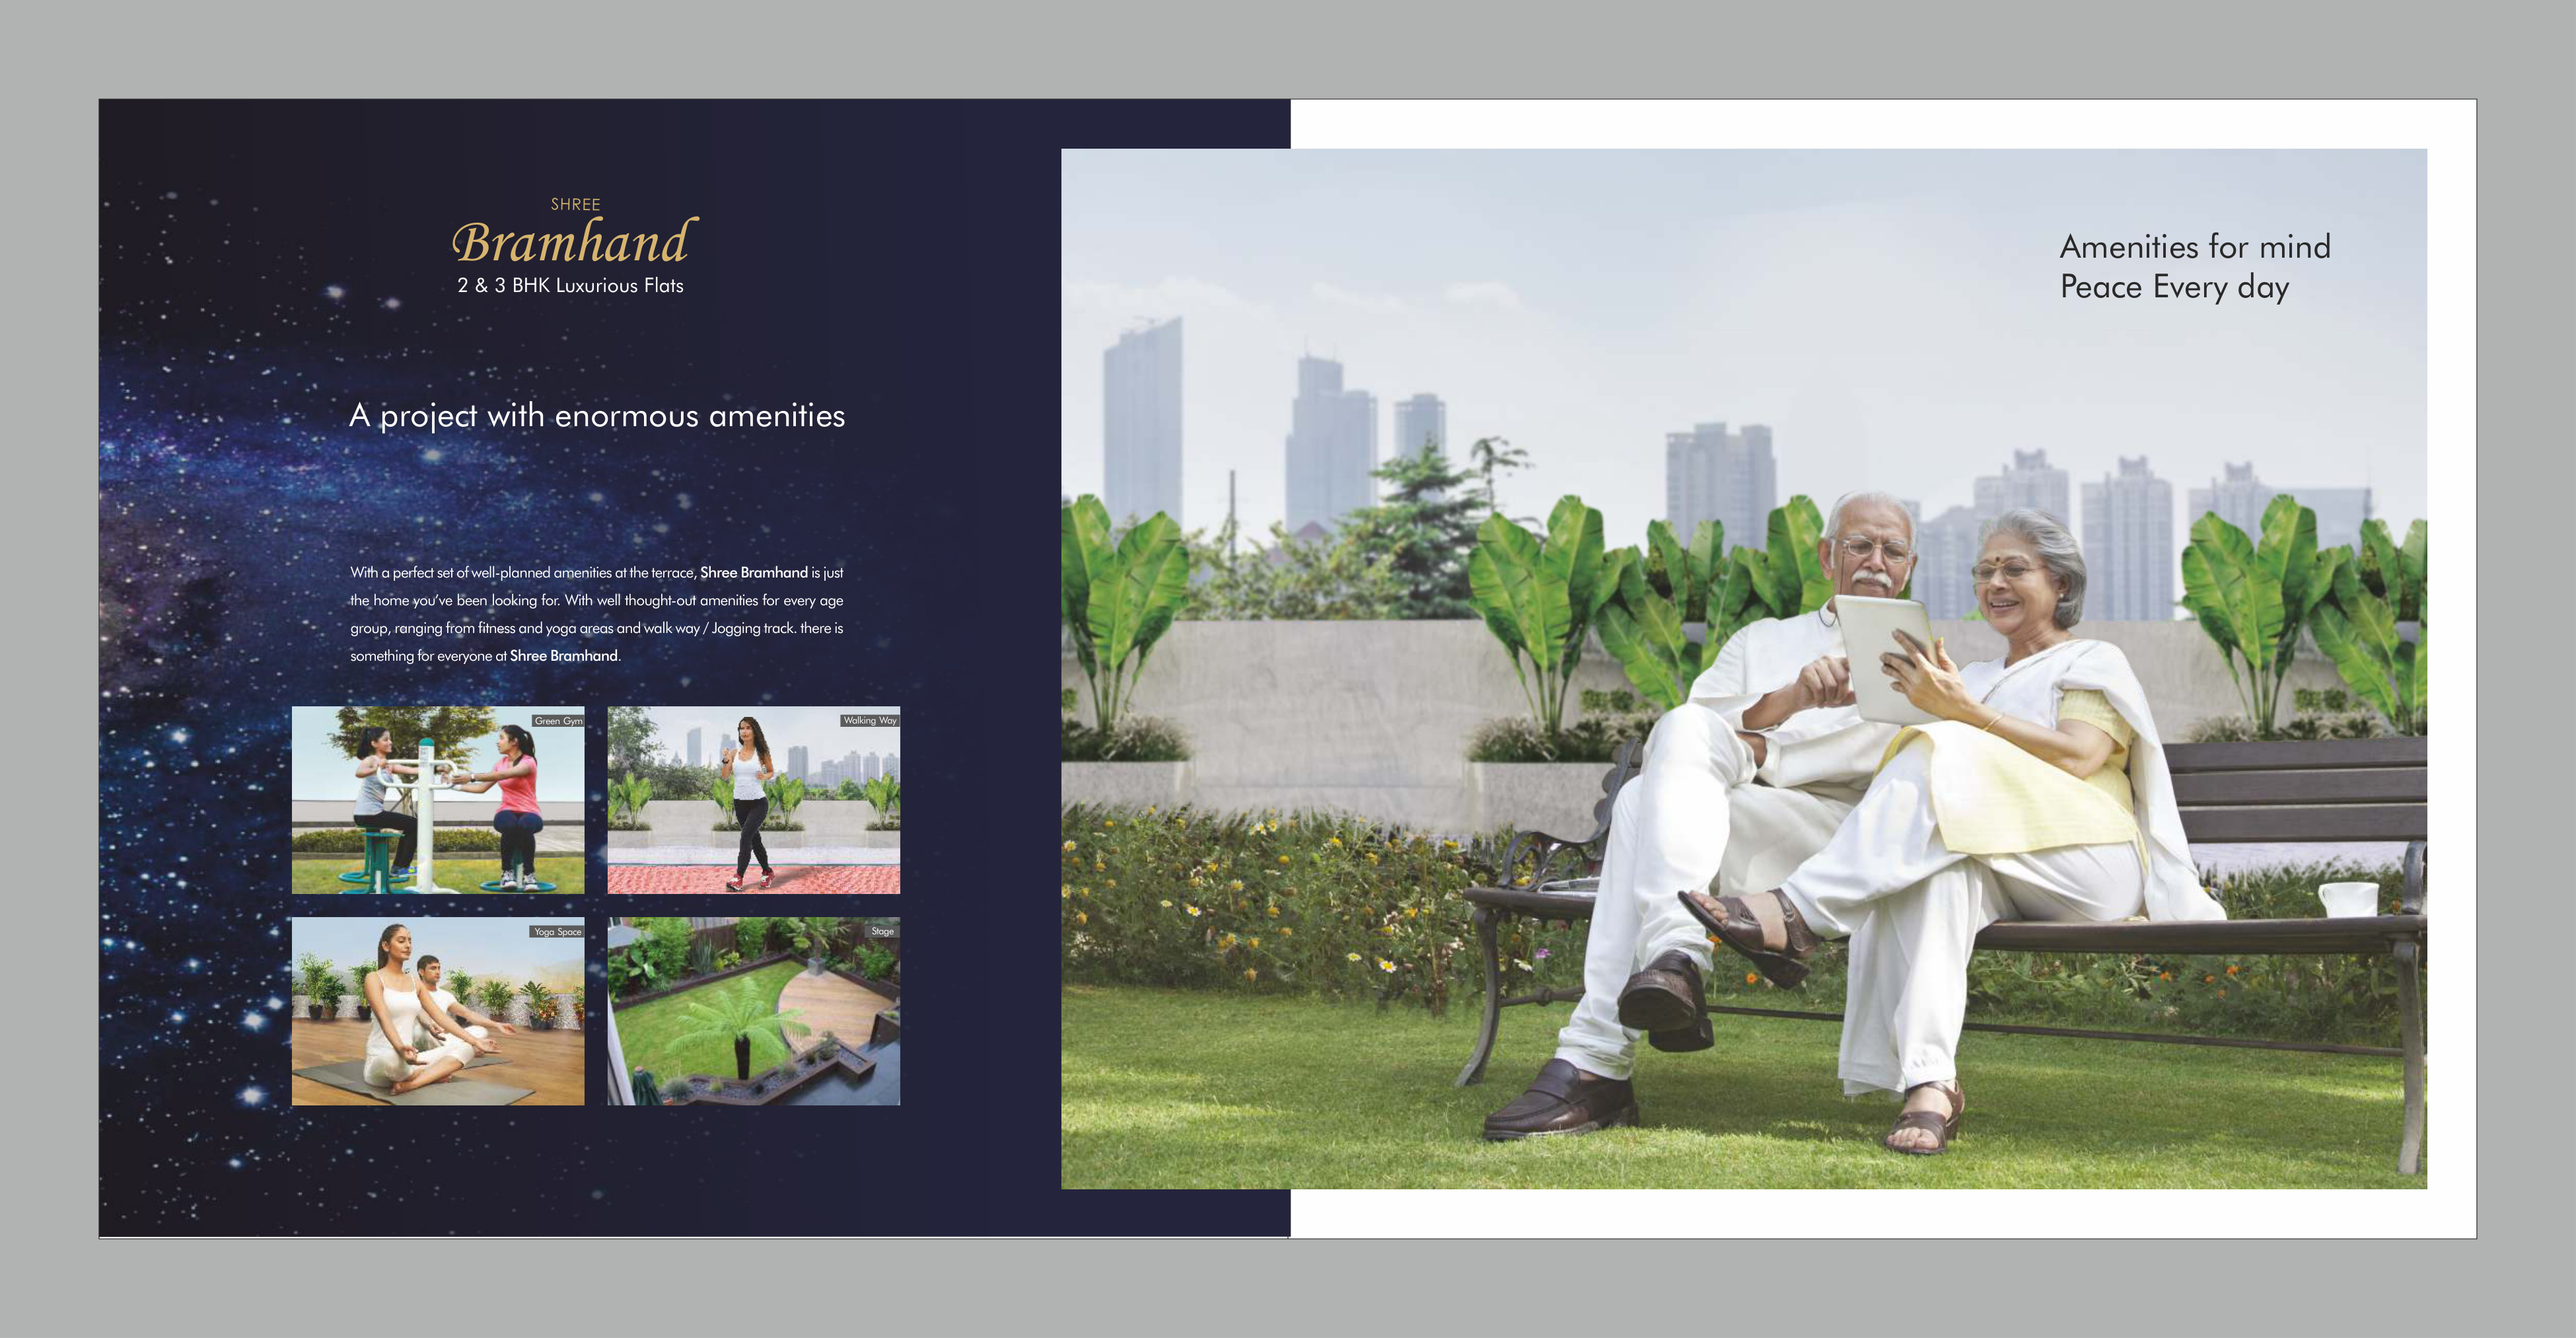 SHREE
Bramhand
2 & 3 BHK Luxurious Flats
A project with enormous amenities
With a perfect set of well-planned amenities at the terrace, Shree Bramhand is just
the home you've been looking for. With well thought-out amenities for every age
group, ranging from fitness and yoga areas and walk way / Jogging track. there is
something for everyone at Shree Bramhand.
Green Gym
Walking Way
Yoga Space
Stage
Amenities for mind
Peace Every day